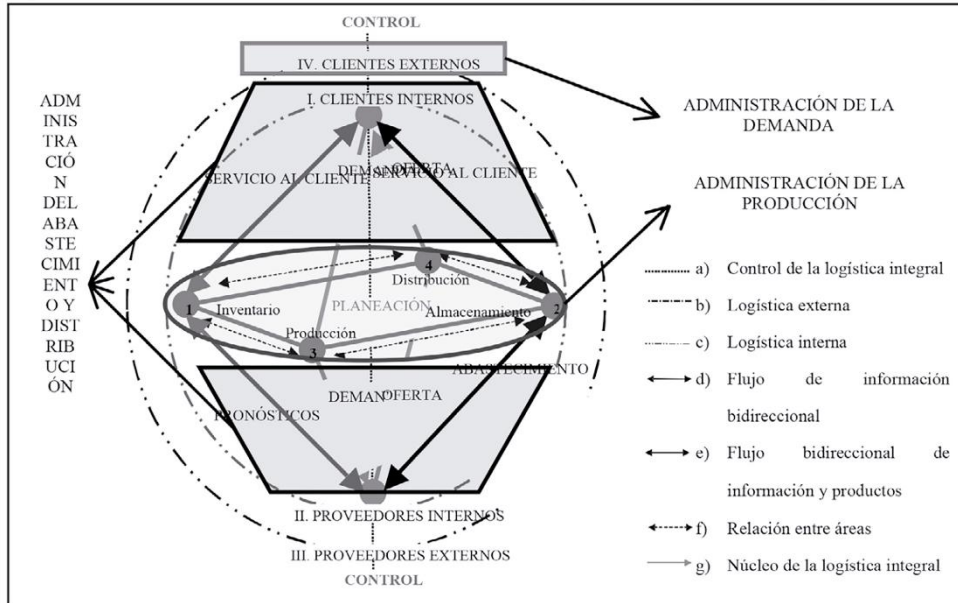 CONTROL
IV. CLIENTES EXTERNOS
I. CLIENTES INTERNOS
ADM
INIS
TRA
CIÓ
N
DEL
ABA
STE
CIMI
ENT
O Y
DIST
RIB
UCI
ÓN
DEMAN
OFERTA
SERVICIO AL CLIENTE
SERVICIO AL CLIENTE
4
Distribución
1
Inventario
PLANEACIÓN
Almacenamiento
2
Producción
3
ABASTECIMIENTO
DEMAN
OFERTA
PRONÓSTICOS
II. PROVEEDORES INTERNOS
III. PROVEEDORES EXTERNOS
CONTROL
ADMINISTRACIÓN DE LA
DEMANDA
ADMINISTRACIÓN DE LA
PRODUCCIÓN
a) Control de la logística integral
b) Logística externa
c) Logística interna
d) Flujo de información
bidireccional
e) Flujo bidireccional de
información y productos
f) Relación entre áreas
g) Núcleo de la logística integral